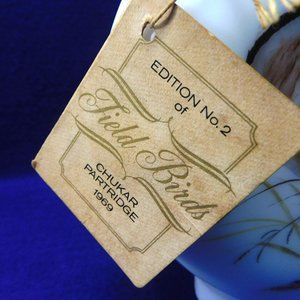 EDITION No. 2
of
Field Birds
CHUKAR
PARTRIDGE
1969